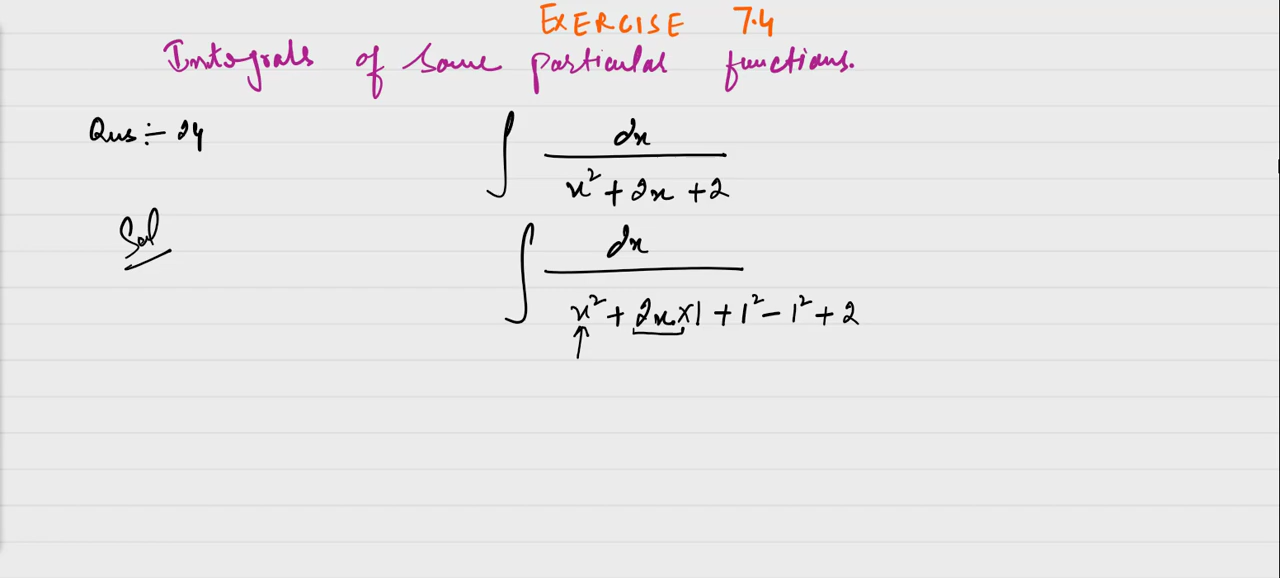 EXERCISE 7.4
Integrals of some particular functions.
Qus :- 24 ∫ dx / (x² + 2x + 2)
Sol ∫ dx / (x² + 2x × 1 + 1² - 1² + 2)